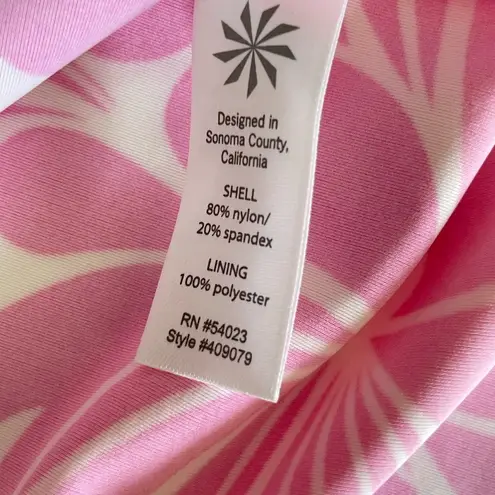 Designed in
Sonoma County,
California
SHELL
80% nylon/
20% spandex
LINING
100% polyester
RN #54023
Style #409079